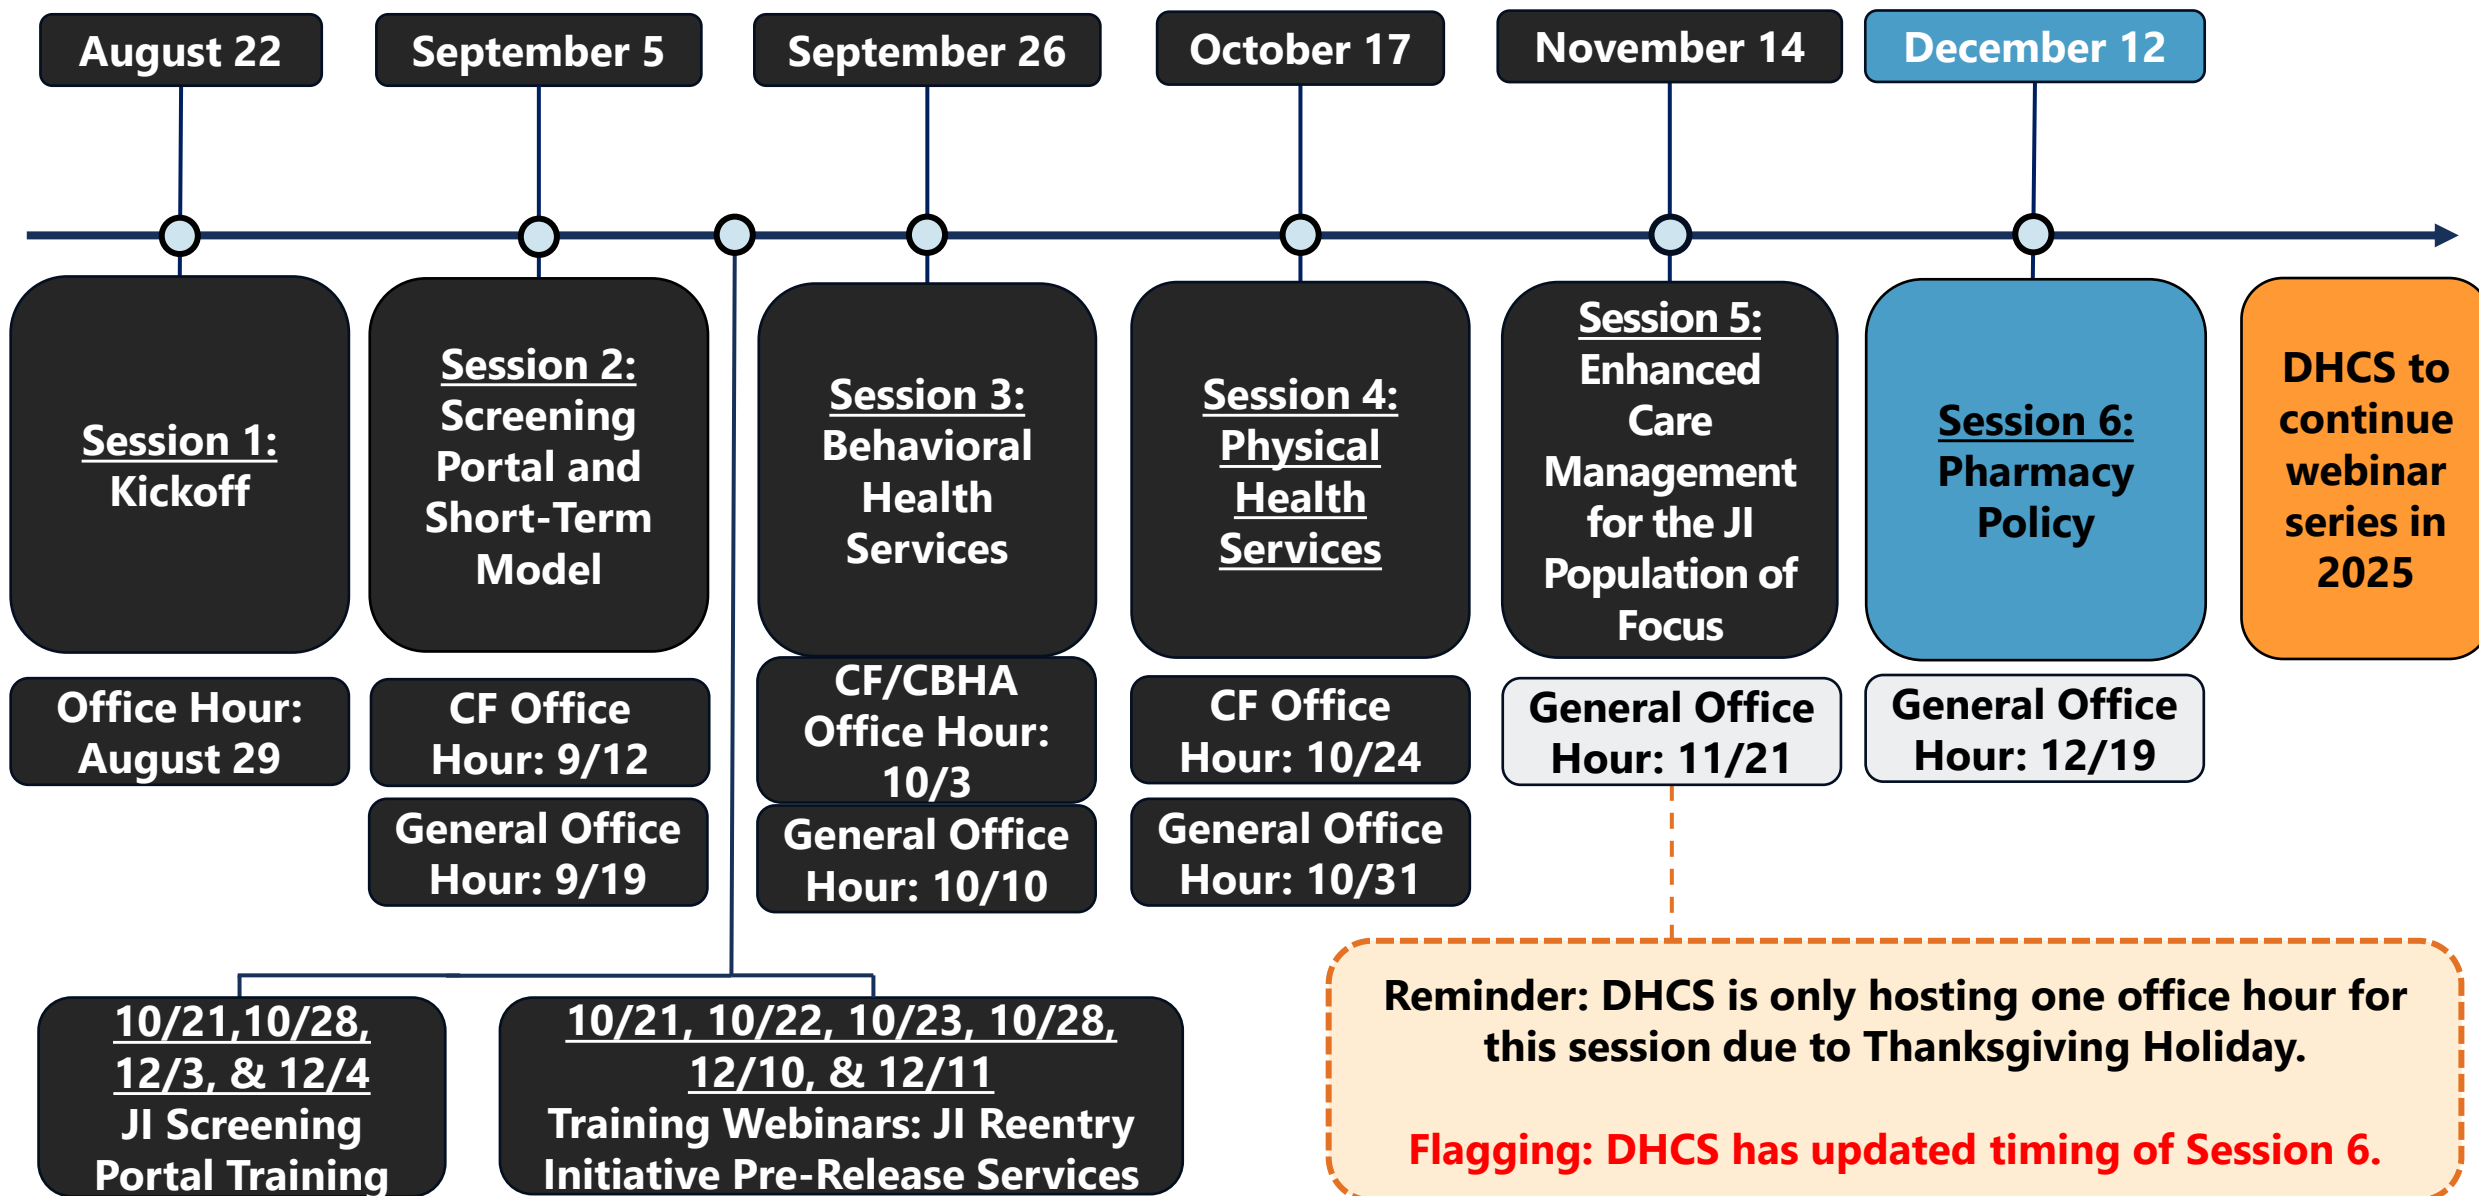 August 22
September 5
September 26
October 17
November 14
December 12
Session 1:
Kickoff
Session 2:
Screening
Portal and
Short-Term
Model
Session 3:
Behavioral
Health
Services
Session 4:
Physical
Health
Services
Session 5:
Enhanced
Care
Management
for the JI
Population of
Focus
Session 6:
Pharmacy
Policy
DHCS to
continue
webinar
series in
2025
Office Hour:
August 29
CF Office
Hour: 9/12
General Office
Hour: 9/19
CF/CBHA
Office Hour:
10/3
General Office
Hour: 10/10
CF Office
Hour: 10/24
General Office
Hour: 10/31
General Office
Hour: 11/21
General Office
Hour: 12/19
10/21,10/28,
12/3, & 12/4
JI Screening
Portal Training
10/21, 10/22, 10/23, 10/28,
12/10, & 12/11
Training Webinars: JI Reentry
Initiative Pre-Release Services
Reminder: DHCS is only hosting one office hour for
this session due to Thanksgiving Holiday.
Flagging: DHCS has updated timing of Session 6.